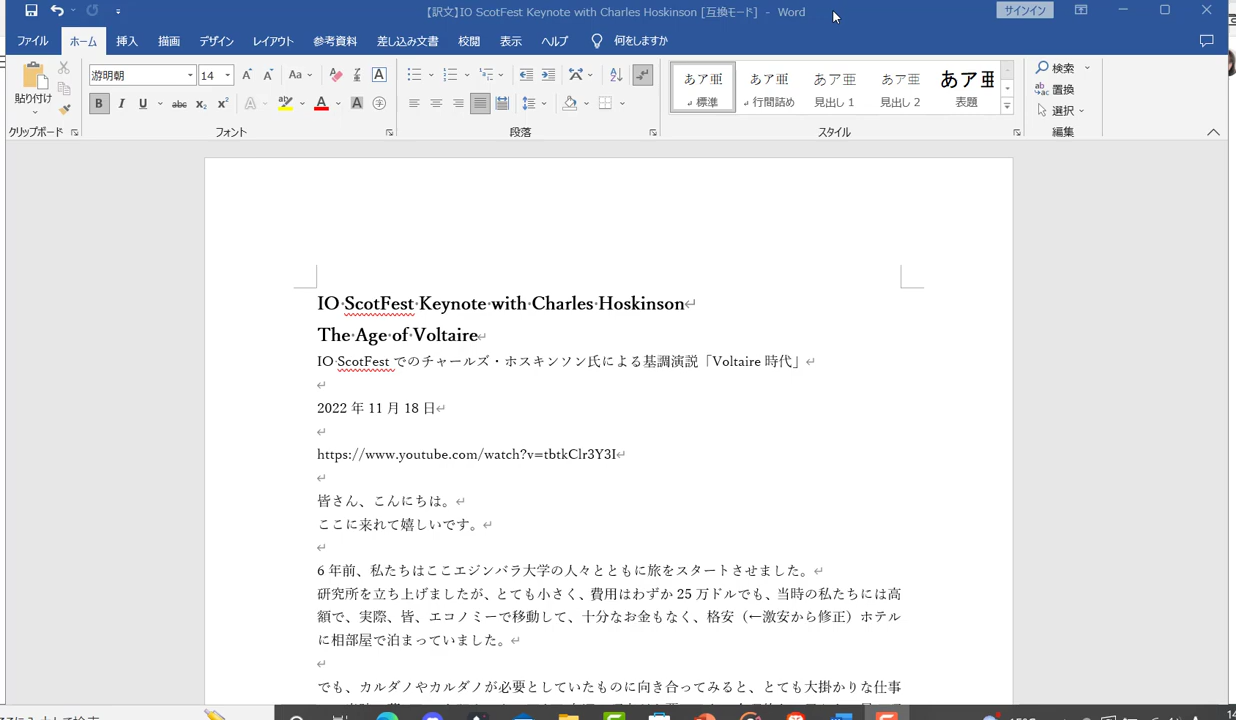 【訳文】IO ScotFest Keynote with Charles Hoskinson [互換モード] - Word
サインイン
ファイル ホーム 挿入 描画 デザイン レイアウト 参考資料 差し込み文書 校閲 表示 ヘルプ 何をしますか
貼り付け
游明朝 14
あア亜 あア亜 あア亜 あア亜 あア亜
標準 行間詰め 見出し 1 見出し 2 表題
検索
置換
選択
クリップボード フォント 段落 スタイル 編集
IO ScotFest Keynote with Charles Hoskinson
The Age of Voltaire
IO ScotFest でのチャールズ・ホスキンソン氏による基調演説「Voltaire 時代」
2022 年 11 月 18 日
https://www.youtube.com/watch?v=tbtkClr3Y3I
皆さん、こんにちは。
ここに来れて嬉しいです。
6 年前、私たちはここエジンバラ大学の人々とともに旅をスタートさせました。
研究所を立ち上げましたが、とても小さく、費用はわずか 25 万ドルでも、当時の私たちには高
額で、実際、皆、エコノミーで移動して、十分なお金もなく、格安（←激安から修正）ホテル
に相部屋で泊まっていました。
でも、カルダノやカルダノが必要としていたものに向き合ってみると、とても大掛かりな仕事